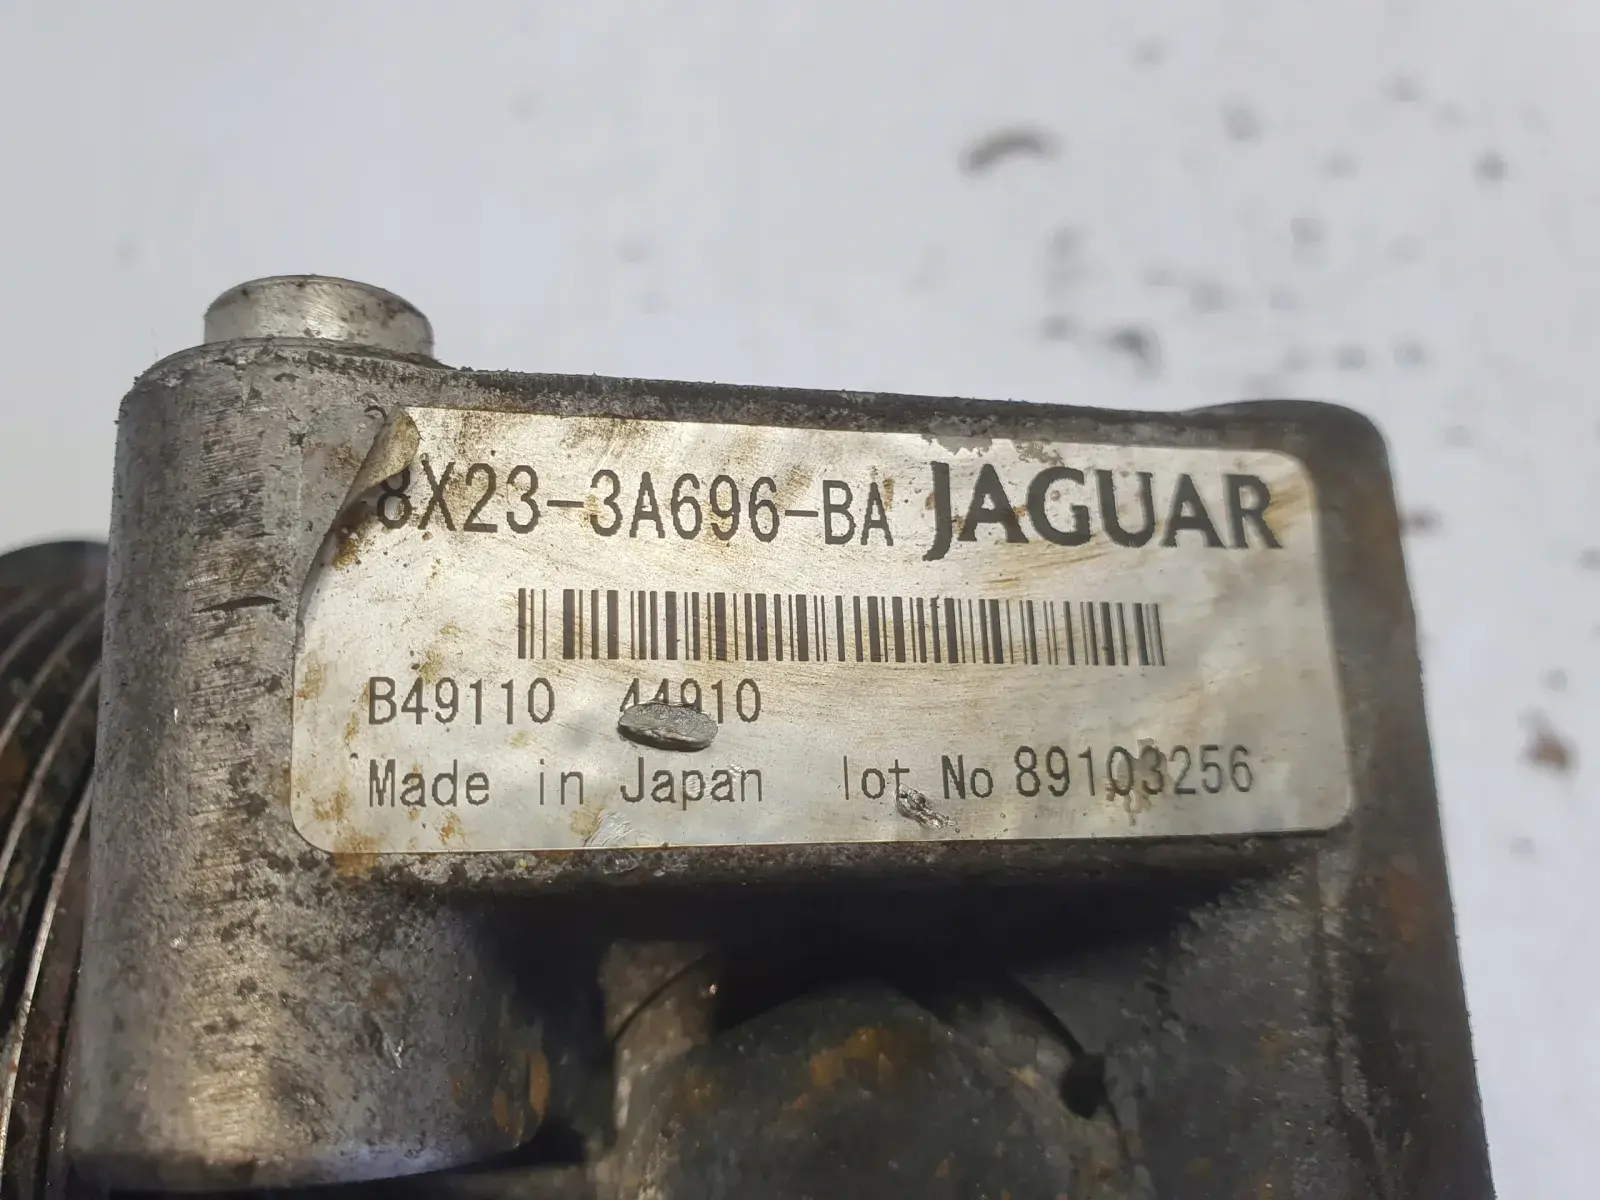 8X23-3A696-BA JAGUAR
B49110 44910
Made in Japan lot No 89103256